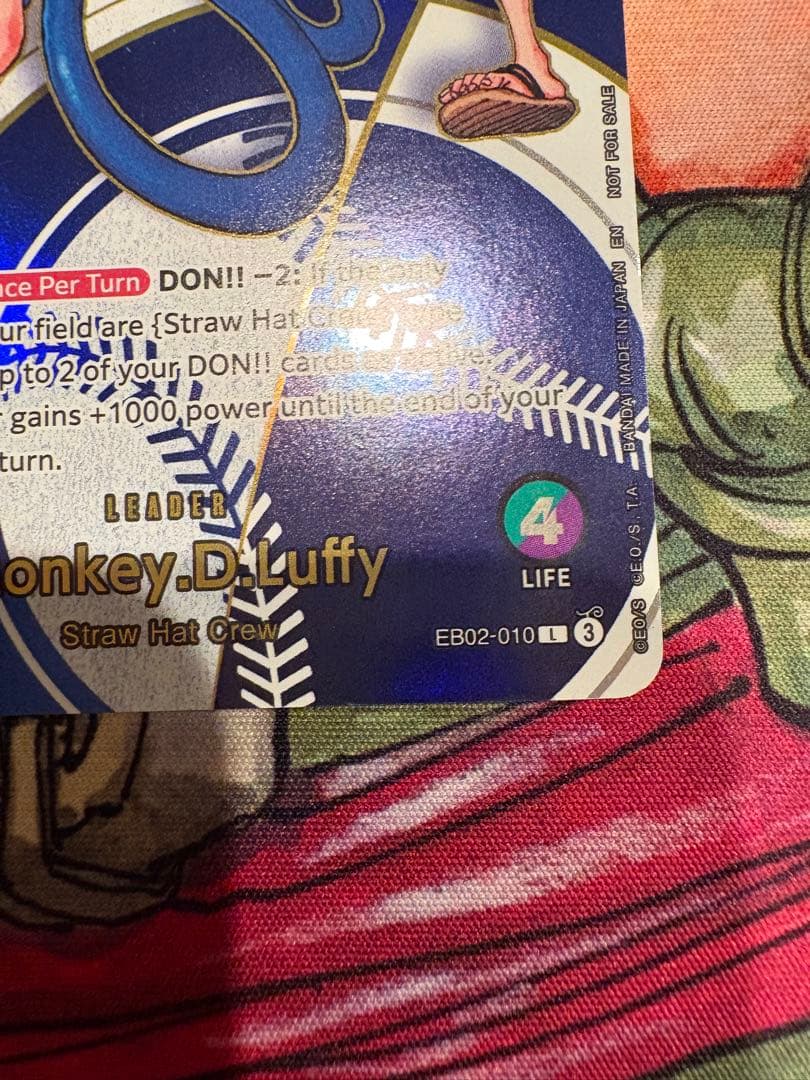 nce Per Turn DON!! −2: If the only
ur field are {Straw Hat Crew} type
p to 2 of your DON!! cards as active.
gains +1000 power until the end of your
turn.
LEADER
onkey.D.Luffy
Straw Hat Crew
4
LIFE
EB02-010 L 3
©EO/S ©E.O./S. T.A. BANDAI MADE IN JAPAN EN NOT FOR SALE